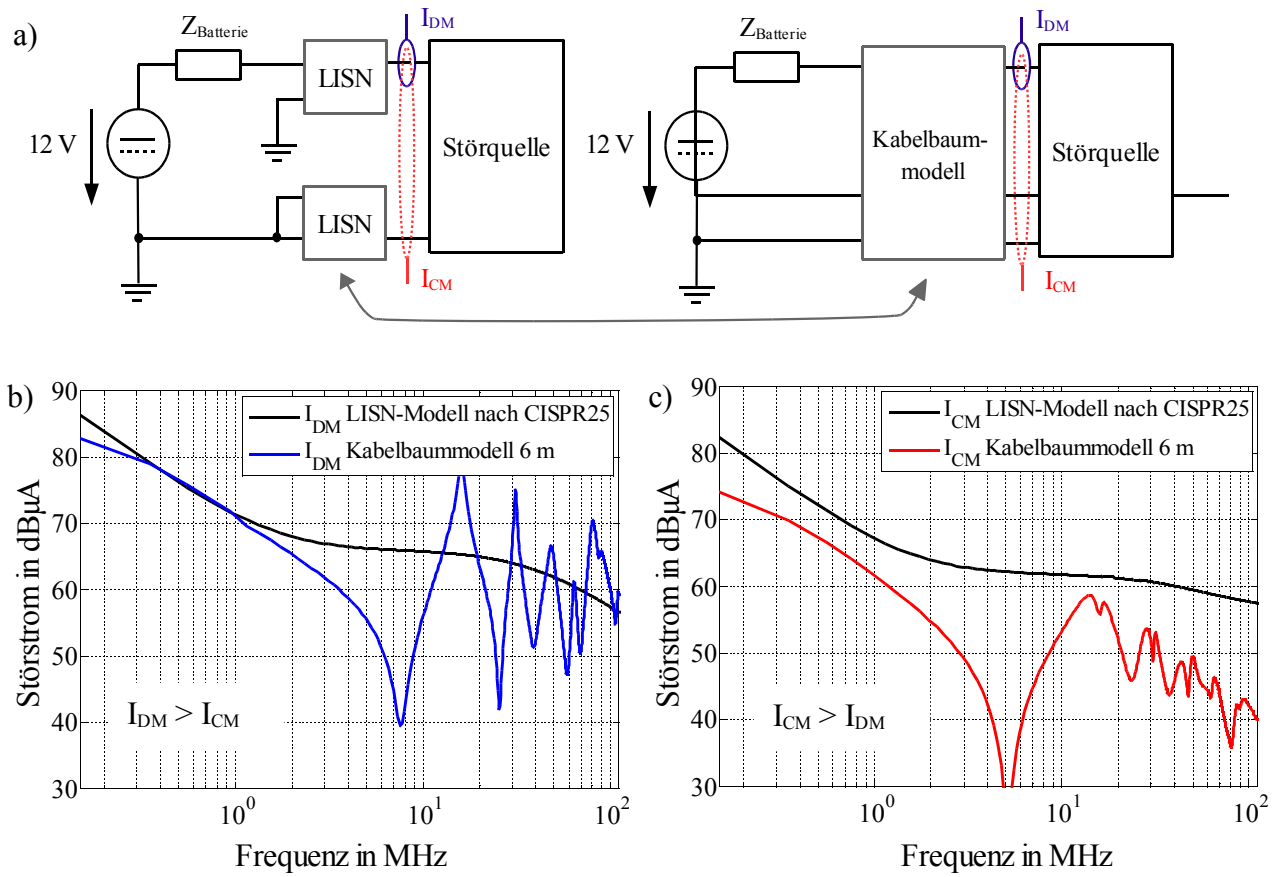 a)
Z_Batterie
I_DM
LISN
12 V
Störquelle
LISN
I_CM
Z_Batterie
I_DM
12 V
Kabelbaum-
modell
Störquelle
I_CM
b)
90
80
70
60
50
40
30
Störstrom in dBµA
I_DM LISN-Modell nach CISPR25
I_DM Kabelbaummodell 6 m
I_DM > I_CM
10^0
10^1
10^2
Frequenz in MHz
c)
90
80
70
60
50
40
30
Störstrom in dBµA
I_CM LISN-Modell nach CISPR25
I_CM Kabelbaummodell 6 m
I_CM > I_DM
10^0
10^1
10^2
Frequenz in MHz